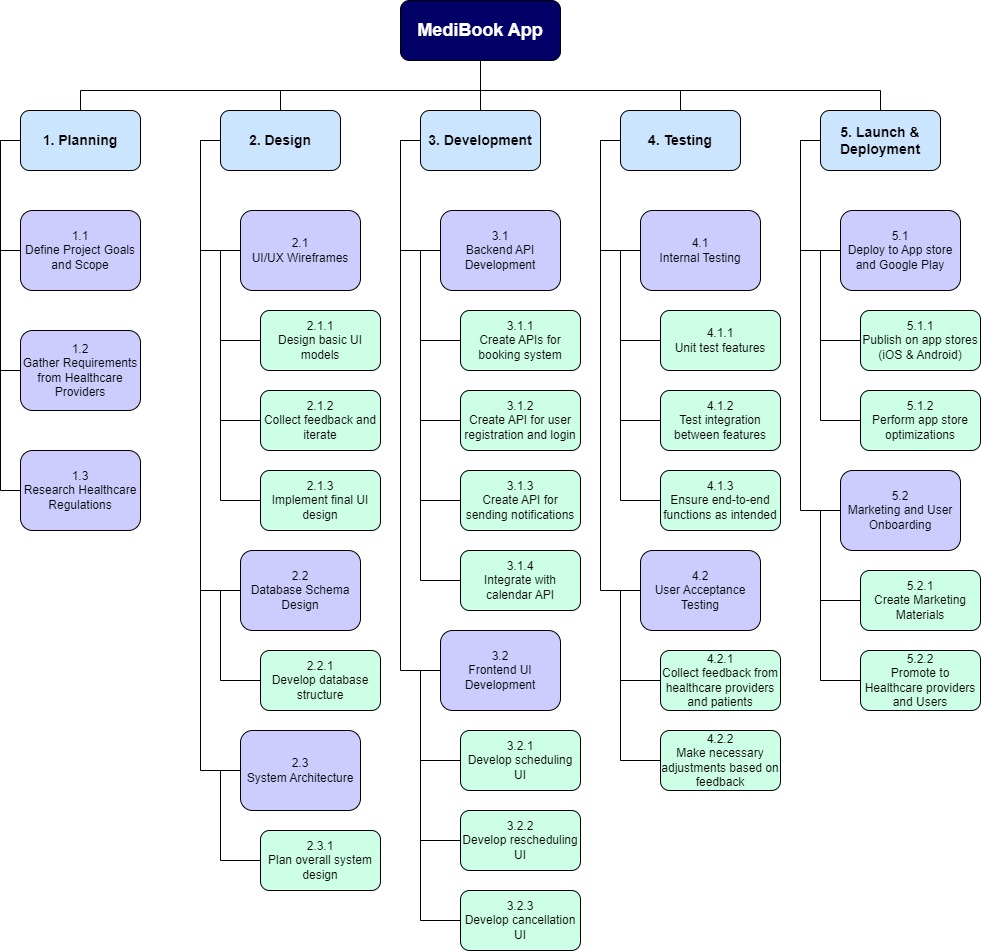 MediBook App
1. Planning
1.1
Define Project Goals
and Scope
1.2
Gather Requirements
from Healthcare
Providers
1.3
Research Healthcare
Regulations
2. Design
2.1
UI/UX Wireframes
2.1.1
Design basic UI
models
2.1.2
Collect feedback and
iterate
2.1.3
Implement final UI
design
2.2
Database Schema
Design
2.2.1
Develop database
structure
2.3
System Architecture
2.3.1
Plan overall system
design
3. Development
3.1
Backend API
Development
3.1.1
Create APIs for
booking system
3.1.2
Create API for user
registration and login
3.1.3
Create API for
sending notifications
3.1.4
Integrate with
calendar API
3.2
Frontend UI
Development
3.2.1
Develop scheduling
UI
3.2.2
Develop rescheduling
UI
3.2.3
Develop cancellation
UI
4. Testing
4.1
Internal Testing
4.1.1
Unit test features
4.1.2
Test integration
between features
4.1.3
Ensure end-to-end
functions as intended
4.2
User Acceptance
Testing
4.2.1
Collect feedback from
healthcare providers
and patients
4.2.2
Make necessary
adjustments based on
feedback
5. Launch &
Deployment
5.1
Deploy to App store
and Google Play
5.1.1
Publish on app stores
(iOS & Android)
5.1.2
Perform app store
optimizations
5.2
Marketing and User
Onboarding
5.2.1
Create Marketing
Materials
5.2.2
Promote to
Healthcare providers
and Users